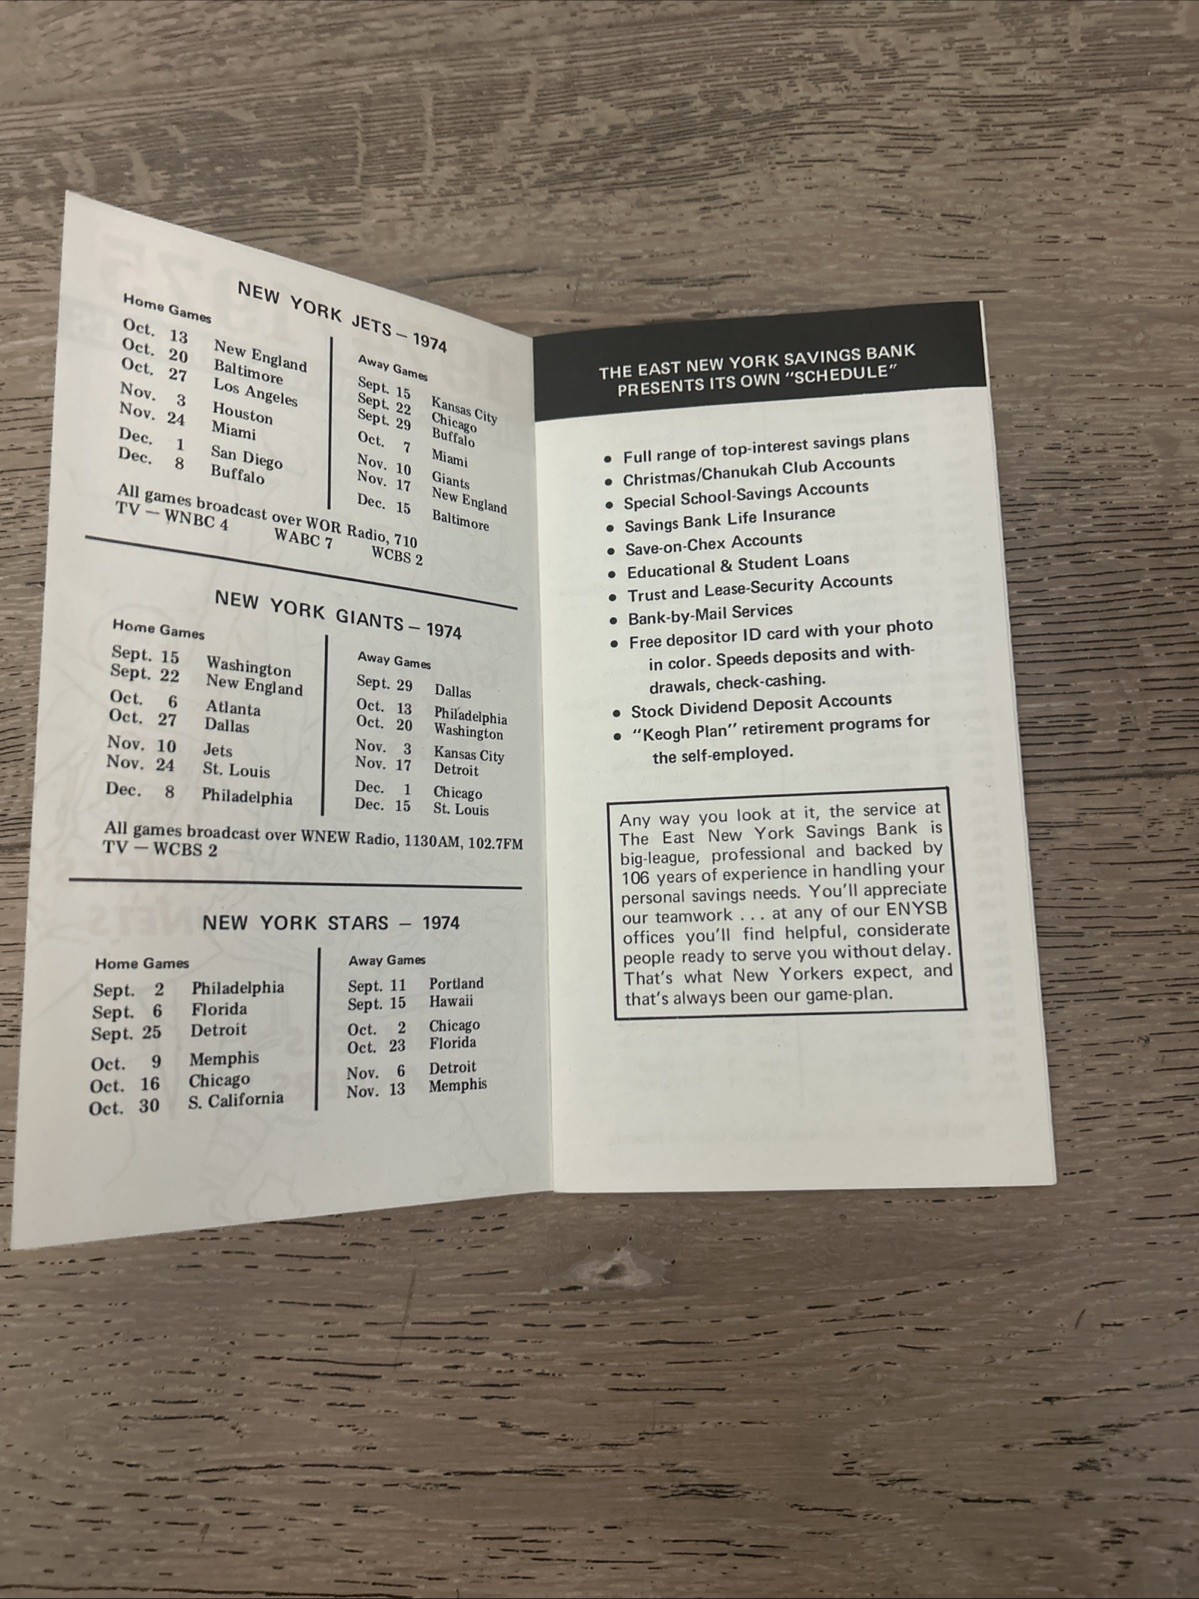 NEW YORK JETS – 1974
Home Games
Oct. 13 New England
Oct. 20 Baltimore
Oct. 27 Los Angeles
Nov. 3 Houston
Nov. 24 Miami
Dec. 1 San Diego
Dec. 8 Buffalo
Away Games
Sept. 15 Kansas City
Sept. 22 Chicago
Sept. 29 Buffalo
Oct. 7 Miami
Nov. 10 Giants
Nov. 17 New England
Dec. 15 Baltimore
All games broadcast over WOR Radio, 710
TV — WNBC 4 WABC 7 WCBS 2
NEW YORK GIANTS – 1974
Home Games
Sept. 15 Washington
Sept. 22 New England
Oct. 6 Atlanta
Oct. 27 Dallas
Nov. 10 Jets
Nov. 24 St. Louis
Dec. 8 Philadelphia
Away Games
Sept. 29 Dallas
Oct. 13 Philadelphia
Oct. 20 Washington
Nov. 3 Kansas City
Nov. 17 Detroit
Dec. 1 Chicago
Dec. 15 St. Louis
All games broadcast over WNEW Radio, 1130AM, 102.7FM
TV — WCBS 2
NEW YORK STARS – 1974
Home Games
Sept. 2 Philadelphia
Sept. 6 Florida
Sept. 25 Detroit
Oct. 9 Memphis
Oct. 16 Chicago
Oct. 30 S. California
Away Games
Sept. 11 Portland
Sept. 15 Hawaii
Oct. 2 Chicago
Oct. 23 Florida
Nov. 6 Detroit
Nov. 13 Memphis
THE EAST NEW YORK SAVINGS BANK
PRESENTS ITS OWN "SCHEDULE"
• Full range of top-interest savings plans
• Christmas/Chanukah Club Accounts
• Special School-Savings Accounts
• Savings Bank Life Insurance
• Save-on-Chex Accounts
• Educational & Student Loans
• Trust and Lease-Security Accounts
• Bank-by-Mail Services
• Free depositor ID card with your photo
in color. Speeds deposits and with-
drawals, check-cashing.
• Stock Dividend Deposit Accounts
• "Keogh Plan" retirement programs for
the self-employed.
Any way you look at it, the service at
The East New York Savings Bank is
big-league, professional and backed by
106 years of experience in handling your
personal savings needs. You'll appreciate
our teamwork . . . at any of our ENYSB
offices you'll find helpful, considerate
people ready to serve you without delay.
That's what New Yorkers expect, and
that's always been our game-plan.